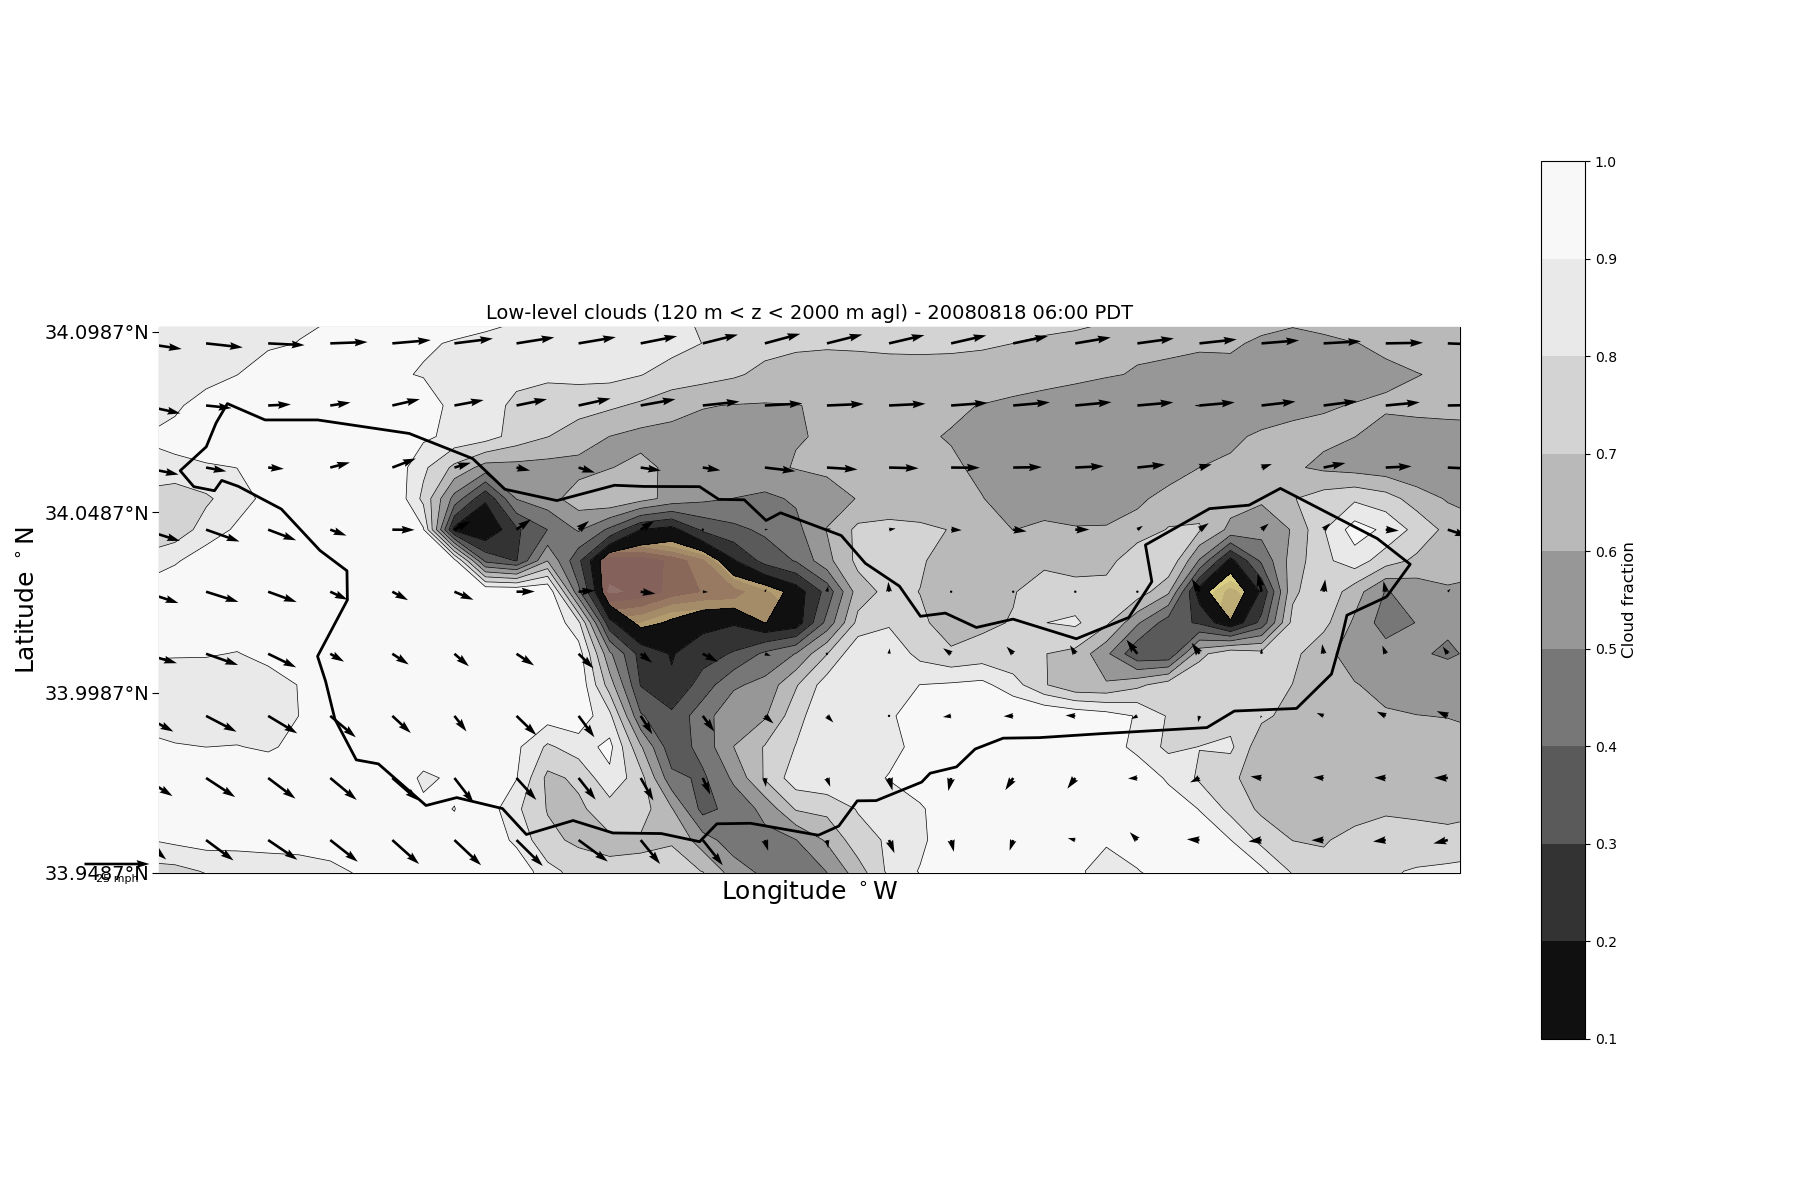 Low-level clouds (120 m < z < 2000 m agl) - 20080818 06:00 PDT
34.0987°N
34.0487°N
33.9987°N
33.9487°N
Latitude °N
25 mph
Longitude °W
1.0
0.9
0.8
0.7
0.6
0.5
0.4
0.3
0.2
0.1
Cloud fraction